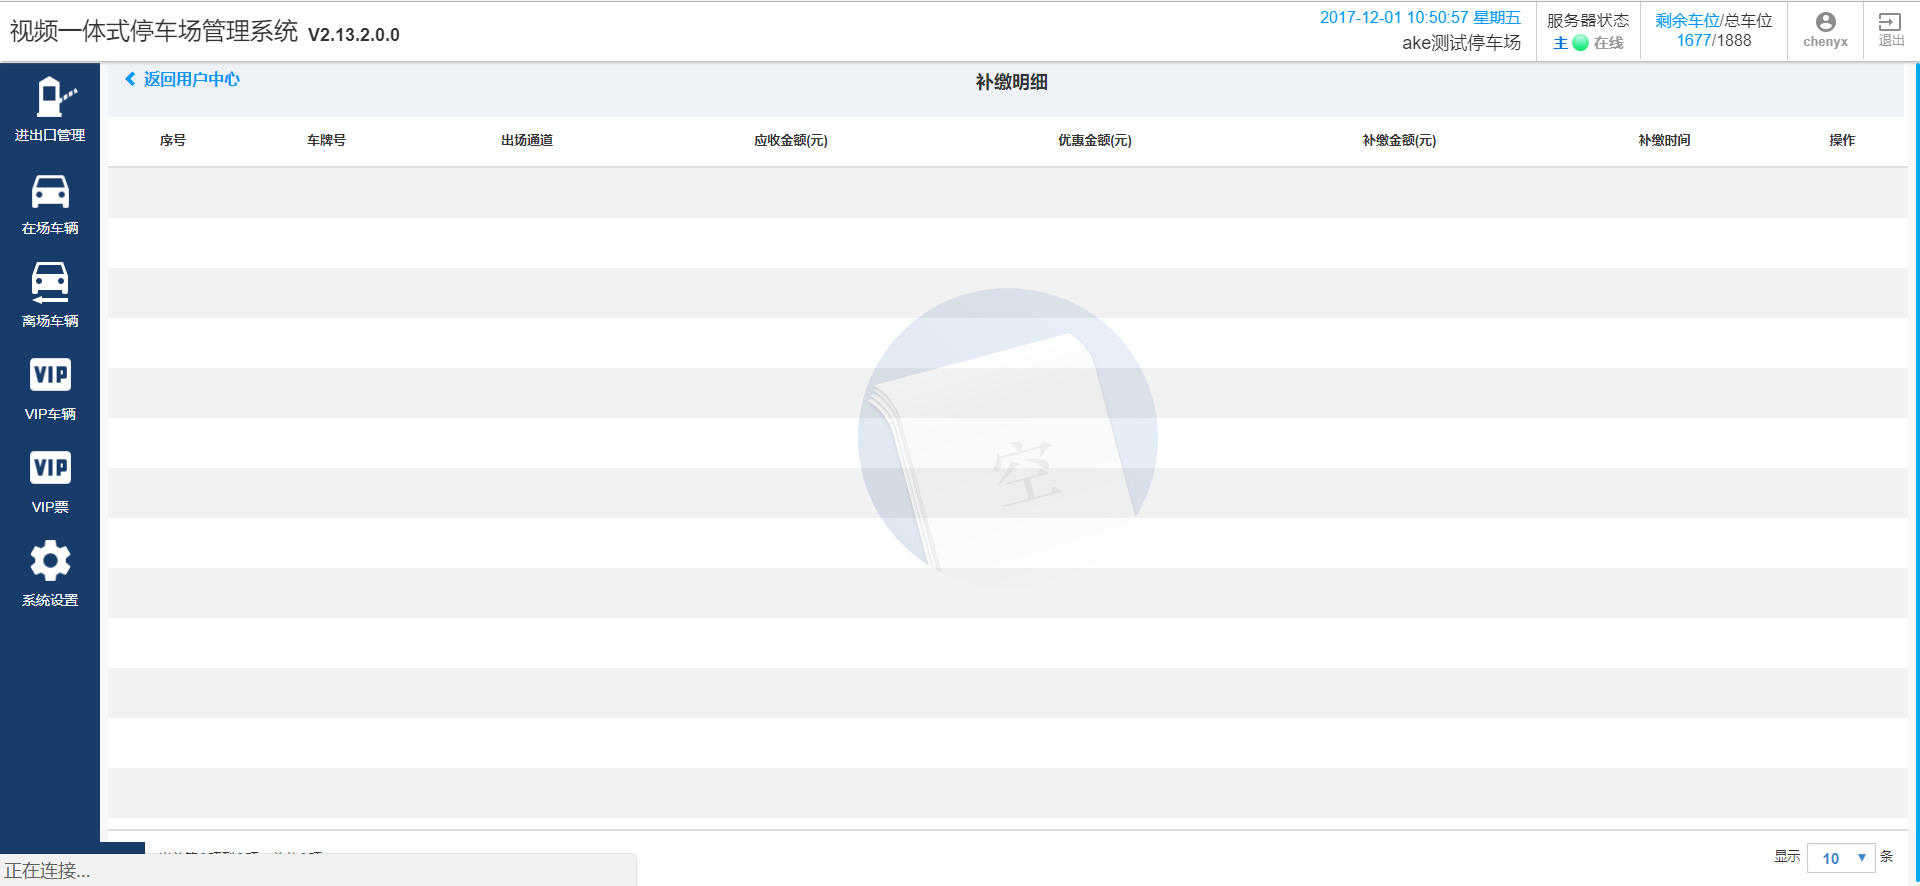 视频一体式停车场管理系统 V2.13.2.0.0
2017-12-01 10:50:57 星期五
ake测试停车场
服务器状态
主 在线
剩余车位/总车位
1677/1888
chenyx
退出
进出口管理
在场车辆
离场车辆
VIP
VIP车辆
VIP
VIP票
系统设置
返回用户中心
补缴明细
序号 车牌号 出场通道 应收金额(元) 优惠金额(元) 补缴金额(元) 补缴时间 操作
空
显示 10 条
正在连接...